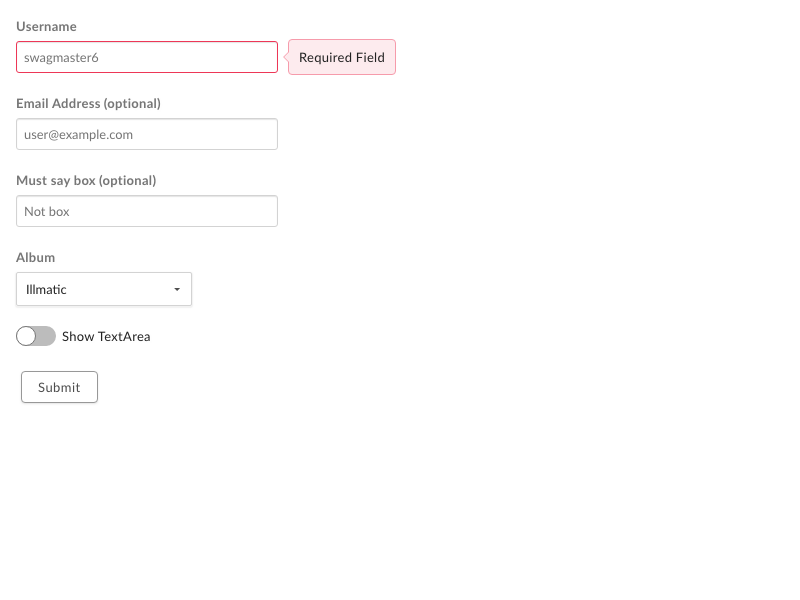 Username
swagmaster6
Required Field
Email Address (optional)
user@example.com
Must say box (optional)
Not box
Album
Illmatic
Show TextArea
Submit